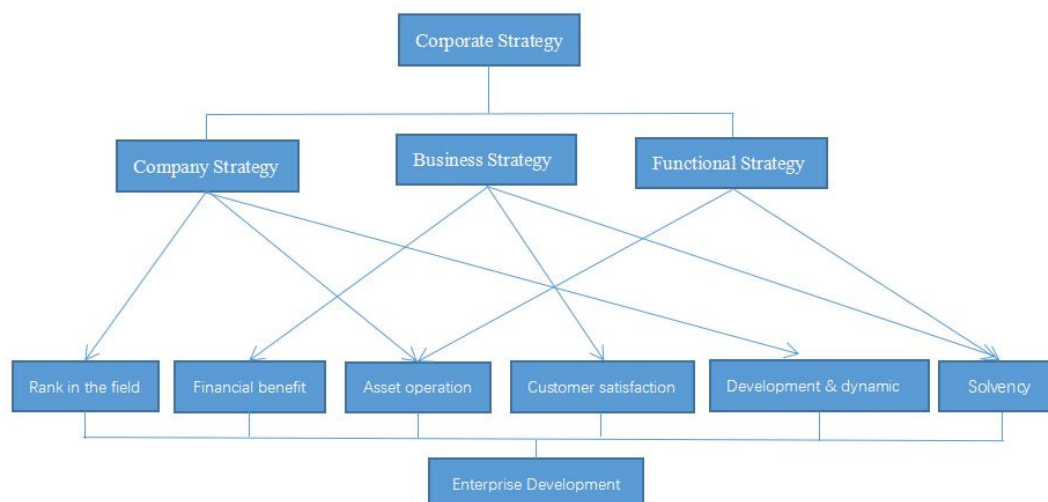 Corporate Strategy
Company Strategy
Business Strategy
Functional Strategy
Rank in the field
Financial benefit
Asset operation
Customer satisfaction
Development & dynamic
Solvency
Enterprise Development